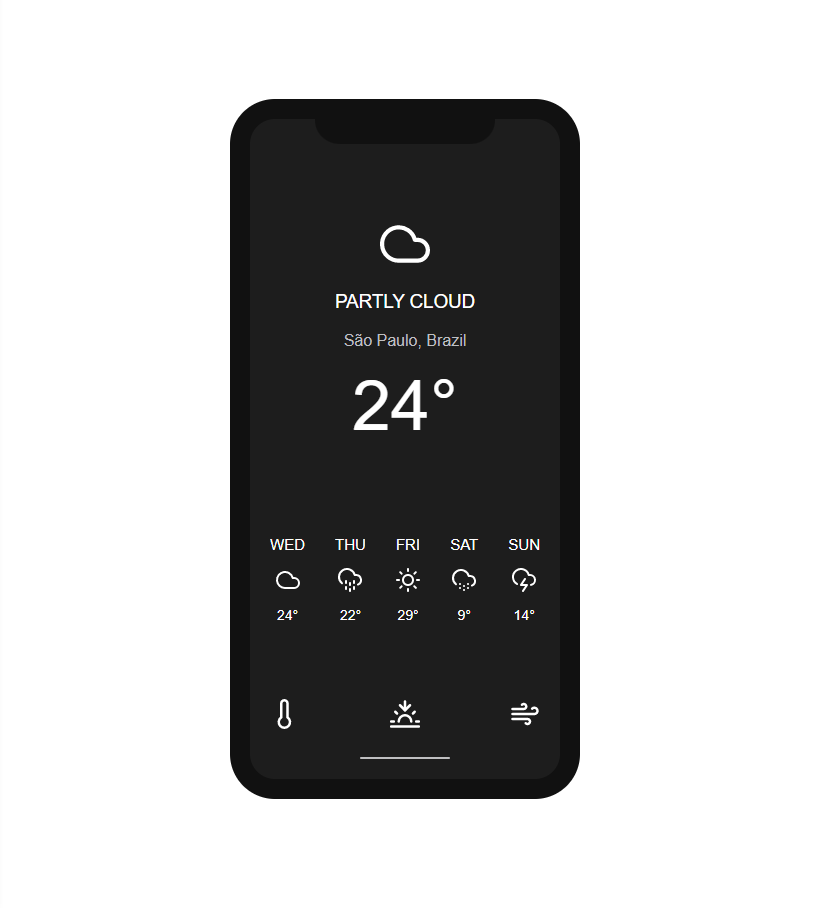 PARTLY CLOUD
São Paulo, Brazil
24°
WED THU FRI SAT SUN
24° 22° 29° 9° 14°